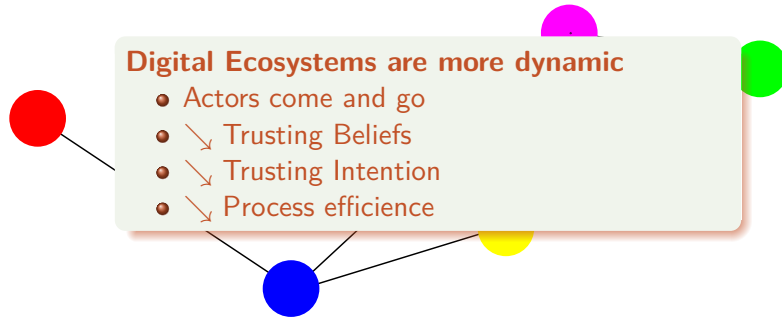 Digital Ecosystems are more dynamic
Actors come and go
↘ Trusting Beliefs
↘ Trusting Intention
↘ Process efficience